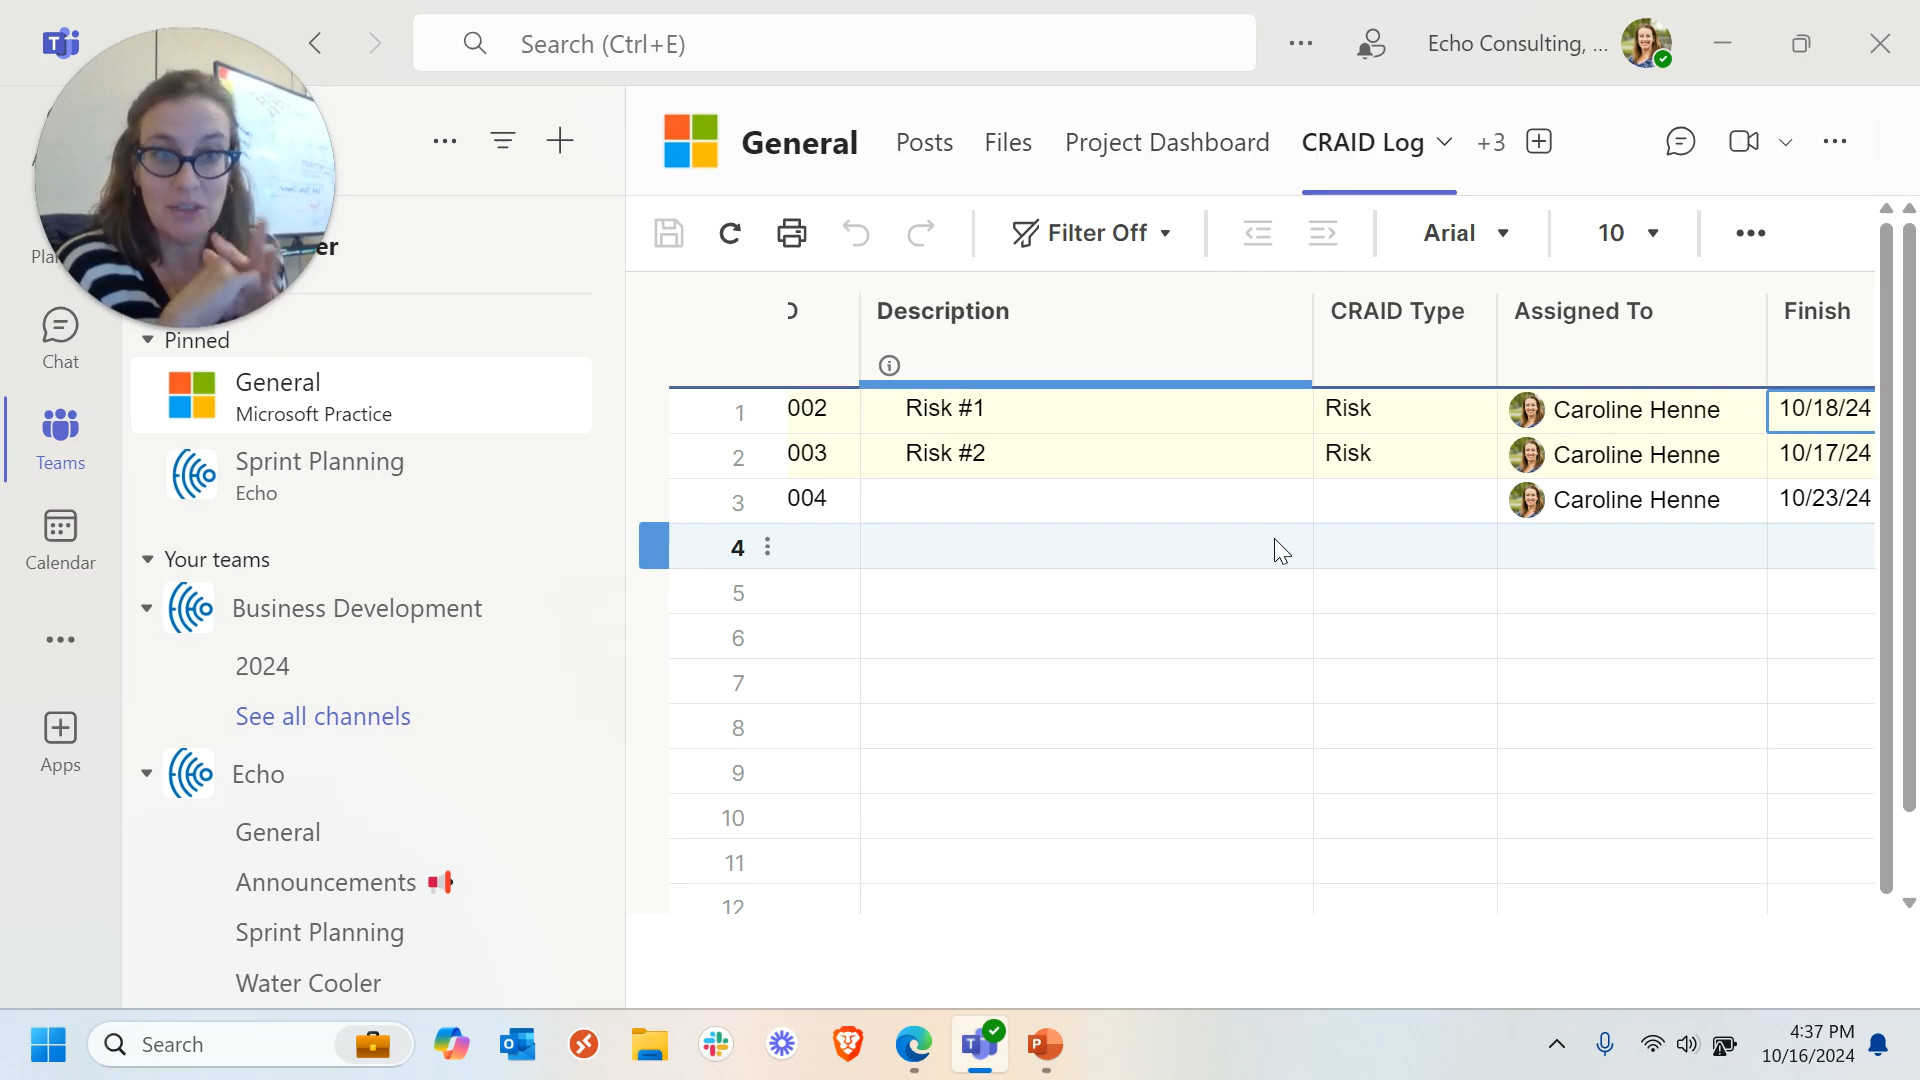 Search (Ctrl+E)
Echo Consulting, ...
General
Posts
Files
Project Dashboard
CRAID Log
+3
Filter Off
Arial
10
er
Chat
Teams
Calendar
Apps
Pinned
General
Microsoft Practice
Sprint Planning
Echo
Your teams
Business Development
2024
See all channels
Echo
General
Announcements
Sprint Planning
Water Cooler
Description
CRAID Type
Assigned To
Finish
1 002 Risk #1 Risk Caroline Henne 10/18/24
2 003 Risk #2 Risk Caroline Henne 10/17/24
3 004 Caroline Henne 10/23/24
4
5
6
7
8
9
10
11
12
Search
4:37 PM
10/16/2024